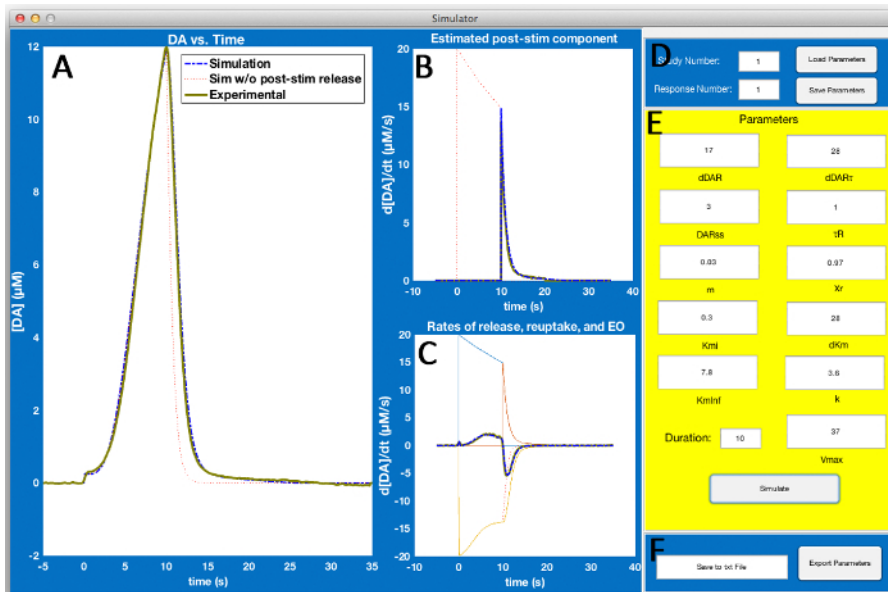 Simulator
DA vs. Time
A
Simulation
Sim w/o post-stim release
Experimental
12
10
8
6
4
2
0
-2
[DA] (µM)
-5 0 5 10 15 20 25 30 35
time (s)
Estimated post-stim component
B
20
15
10
5
0
d[DA]/dt (µM/s)
-10 0 10 20 30 40
time (s)
Rates of release, reuptake, and EO
C
20
15
10
5
0
-5
-10
-15
-20
d[DA]/dt (µM/s)
-10 0 10 20 30 40
time (s)
D
Study Number: 1 Load Parameters
Response Number: 1 Save Parameters
E
Parameters
17 28
dDAR dDARτ
3 1
DARss τR
0.03 0.97
m Xr
0.3 28
Kmi dKm
7.8 3.6
KmInf k
Duration: 10 37
Vmax
Simulate
F
Save to txt File Export Parameters